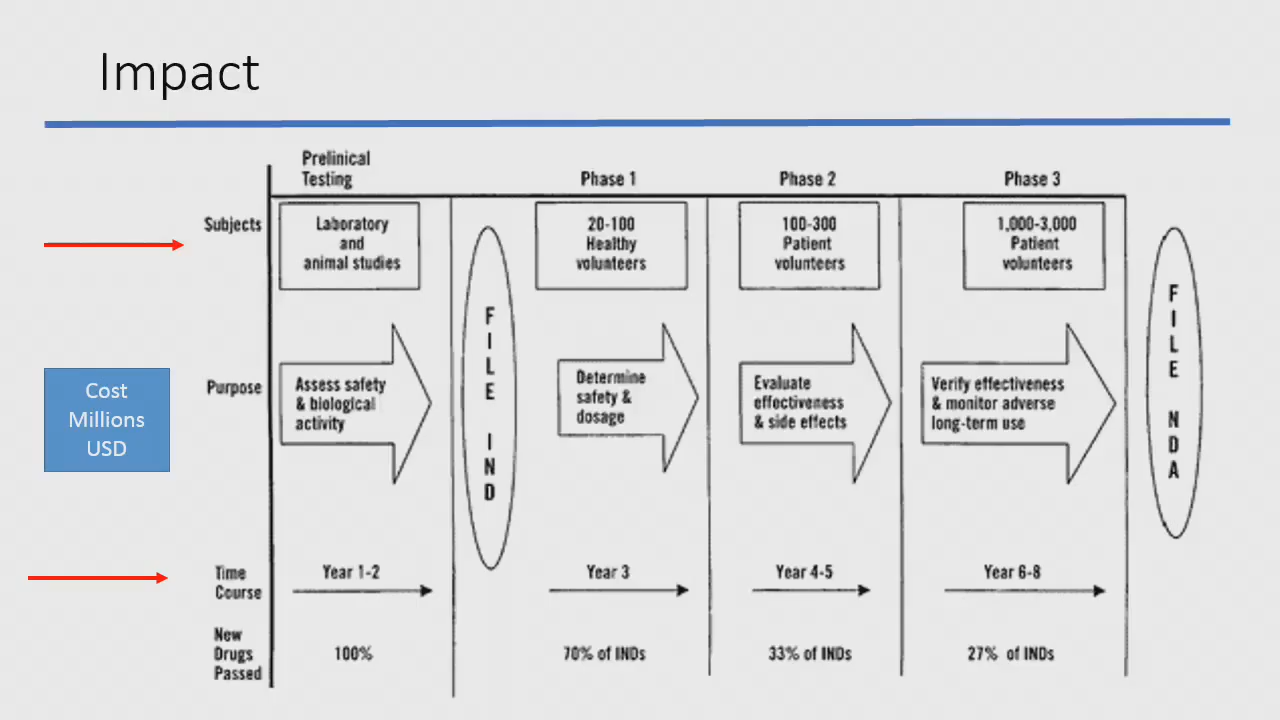 Impact
Prelinical
Testing
Phase 1
Phase 2
Phase 3
Subjects
Laboratory
and
animal studies
20-100
Healthy
volunteers
100-300
Patient
volunteers
1,000-3,000
Patient
volunteers
Cost
Millions
USD
Purpose
Assess safety
& biological
activity
FILE IND
Determine
safety &
dosage
Evaluate
effectiveness
& side effects
Verify effectiveness
& monitor adverse
long-term use
FILE NDA
Time
Course
Year 1-2
Year 3
Year 4-5
Year 6-8
New
Drugs
Passed
100%
70% of INDs
33% of INDs
27% of INDs